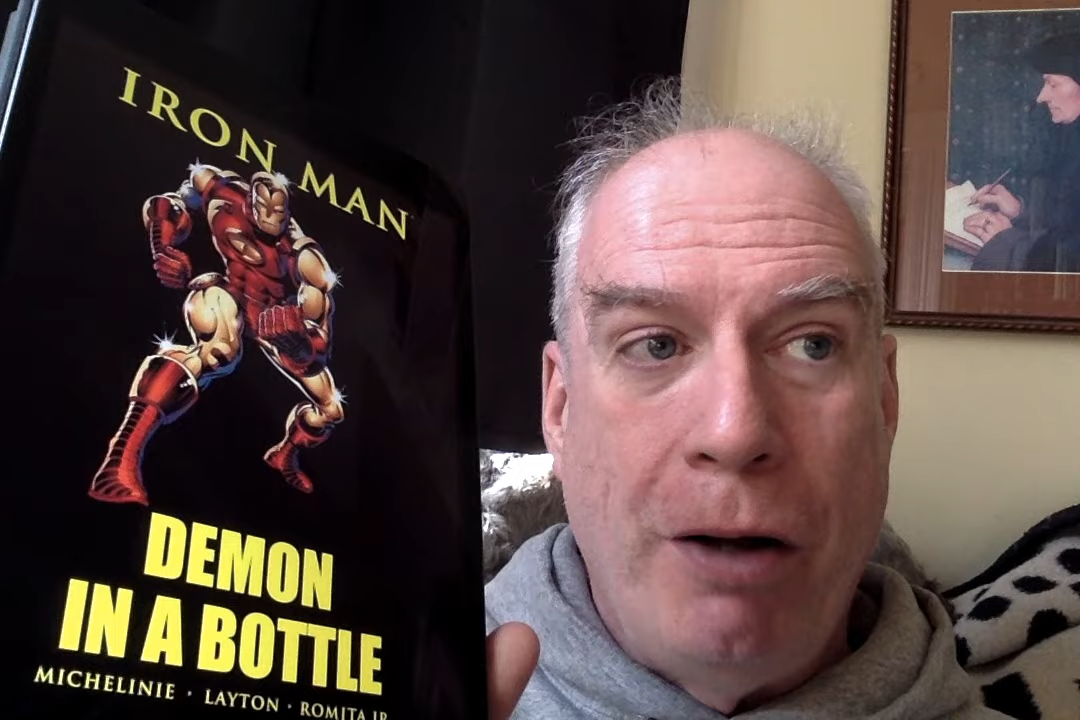 IRON MAN
DEMON
IN A BOTTLE
MICHELINIE · LAYTON · ROMITA JR